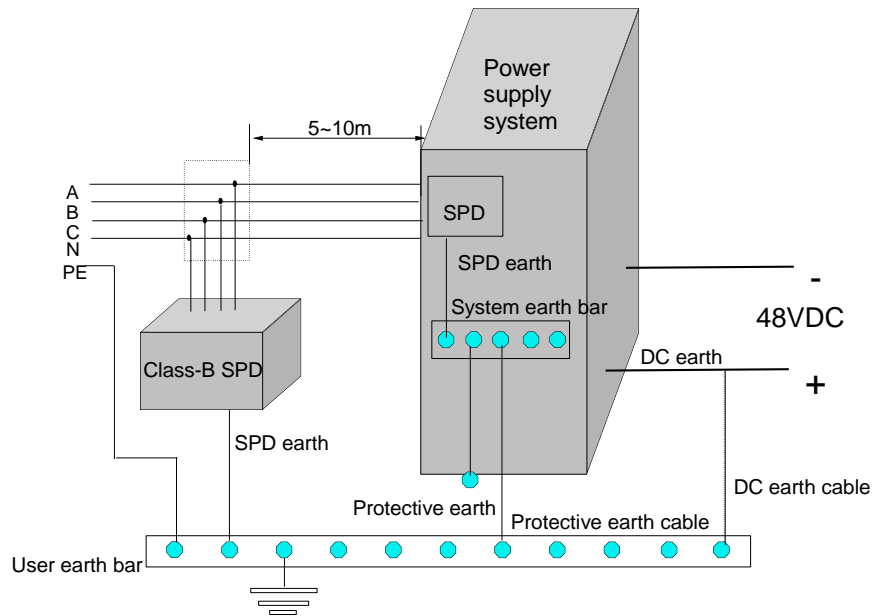 Power
supply
system
5~10m
A
B
C
N
PE
SPD
SPD earth
System earth bar
-
48VDC
DC earth
+
Class-B SPD
SPD earth
DC earth cable
Protective earth
Protective earth cable
User earth bar